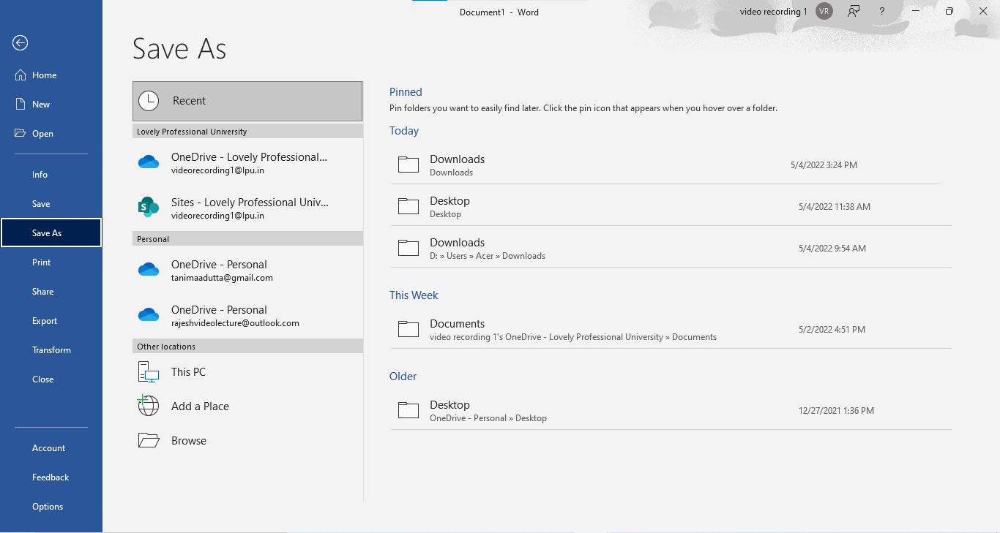 Document1 - Word
video recording 1
VR
?
Save As
Home
New
Open
Info
Save
Save As
Print
Share
Export
Transform
Close
Account
Feedback
Options
Recent
Lovely Professional University
OneDrive - Lovely Professional...
videorecording1@lpu.in
S
Sites - Lovely Professional Univ...
videorecording1@lpu.in
Personal
OneDrive - Personal
tanimaadutta@gmail.com
OneDrive - Personal
rajeshvideolecture@outlook.com
Other locations
This PC
Add a Place
Browse
Pinned
Pin folders you want to easily find later. Click the pin icon that appears when you hover over a folder.
Today
Downloads
Downloads
5/4/2022 3:24 PM
Desktop
Desktop
5/4/2022 11:38 AM
Downloads
D: » Users » Acer » Downloads
5/4/2022 9:54 AM
This Week
Documents
video recording 1's OneDrive - Lovely Professional University » Documents
5/2/2022 4:51 PM
Older
Desktop
OneDrive - Personal » Desktop
12/27/2021 1:36 PM